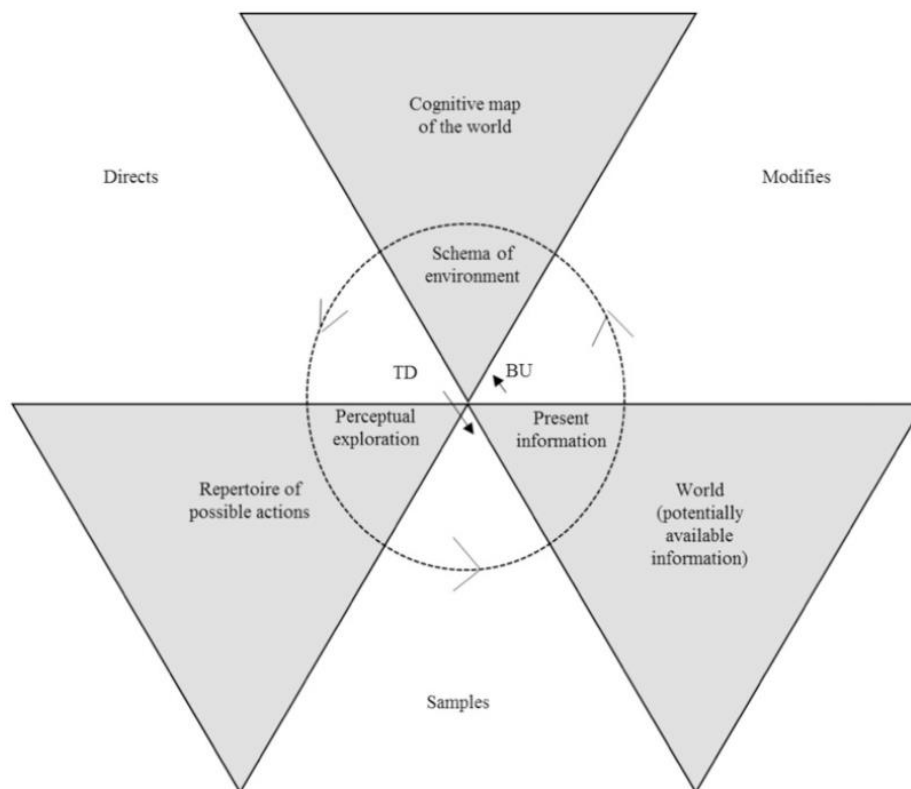 Cognitive map
of the world
Directs
Modifies
Schema of
environment
TD
BU
Perceptual
exploration
Present
information
Repertoire of
possible actions
World
(potentially
available
information)
Samples